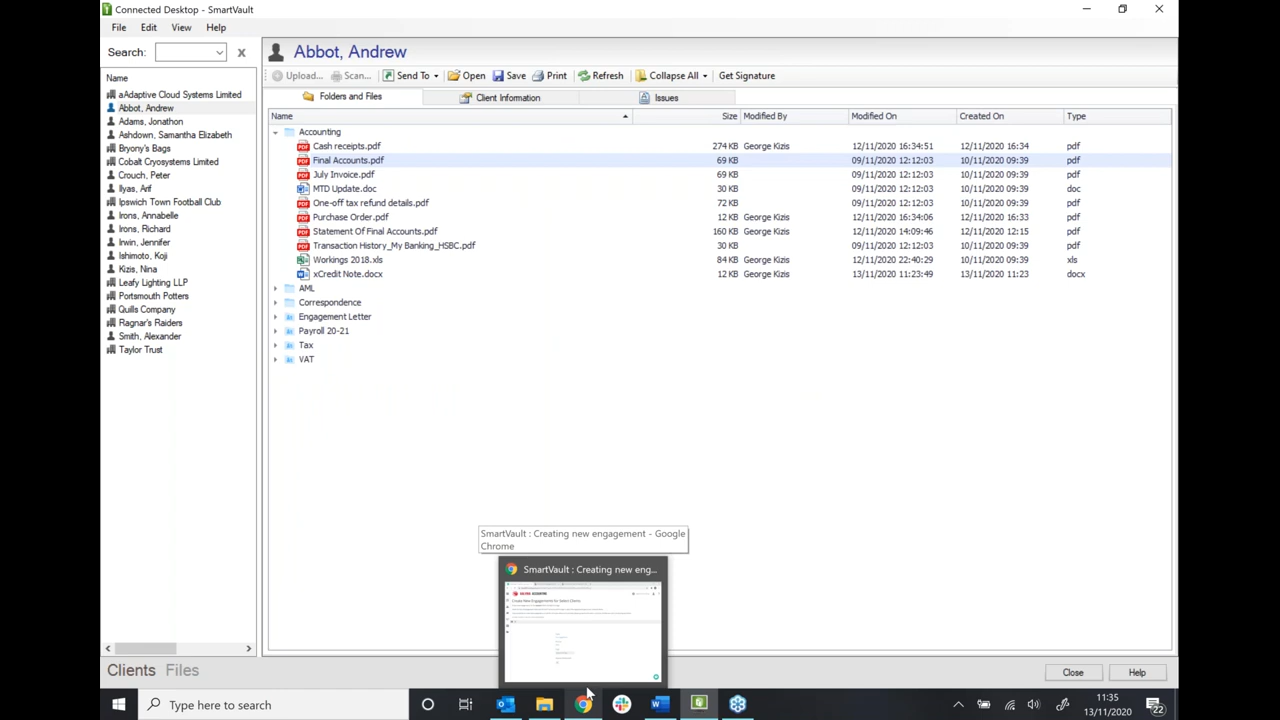 Connected Desktop - SmartVault
File Edit View Help
Search: x
Abbot, Andrew
Upload... Scan... Send To Open Save Print Refresh Collapse All Get Signature
Folders and Files Client Information Issues
Name
aAdaptive Cloud Systems Limited
Abbot, Andrew
Adams, Jonathon
Ashdown, Samantha Elizabeth
Bryony's Bags
Cobalt Cryosystems Limited
Crouch, Peter
Ilyas, Arif
Ipswich Town Football Club
Irons, Annabelle
Irons, Richard
Irwin, Jennifer
Ishimoto, Koji
Kizis, Nina
Leafy Lighting LLP
Portsmouth Potters
Quills Company
Ragnar's Raiders
Smith, Alexander
Taylor Trust
Clients Files
Name Size Modified By Modified On Created On Type
Accounting
Cash receipts.pdf 274 KB George Kizis 12/11/2020 16:34:51 12/11/2020 16:34 pdf
Final Accounts.pdf 69 KB 09/11/2020 12:12:03 10/11/2020 09:39 pdf
July Invoice.pdf 69 KB 09/11/2020 12:12:03 10/11/2020 09:39 pdf
MTD Update.doc 30 KB 09/11/2020 12:12:03 10/11/2020 09:39 doc
One-off tax refund details.pdf 72 KB 09/11/2020 12:12:03 10/11/2020 09:39 pdf
Purchase Order.pdf 12 KB George Kizis 12/11/2020 16:34:06 12/11/2020 16:33 pdf
Statement Of Final Accounts.pdf 160 KB George Kizis 12/11/2020 14:09:46 12/11/2020 12:15 pdf
Transaction History_My Banking_HSBC.pdf 30 KB 09/11/2020 12:12:03 10/11/2020 09:39 pdf
Workings 2018.xls 84 KB George Kizis 12/11/2020 22:40:29 10/11/2020 09:39 xls
xCredit Note.docx 12 KB George Kizis 13/11/2020 11:23:49 13/11/2020 11:23 docx
AML
Correspondence
Engagement Letter
Payroll 20-21
Tax
VAT
SmartVault : Creating new engagement - Google
Chrome
SmartVault : Creating new eng...
Create New Engagements for Select Clients
Close Help
Type here to search
11:35
13/11/2020
22